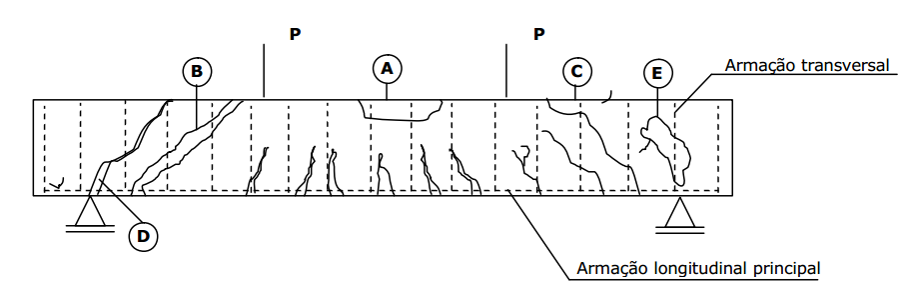 P
P
A
B
C
E
Armação transversal
D
Armação longitudinal principal